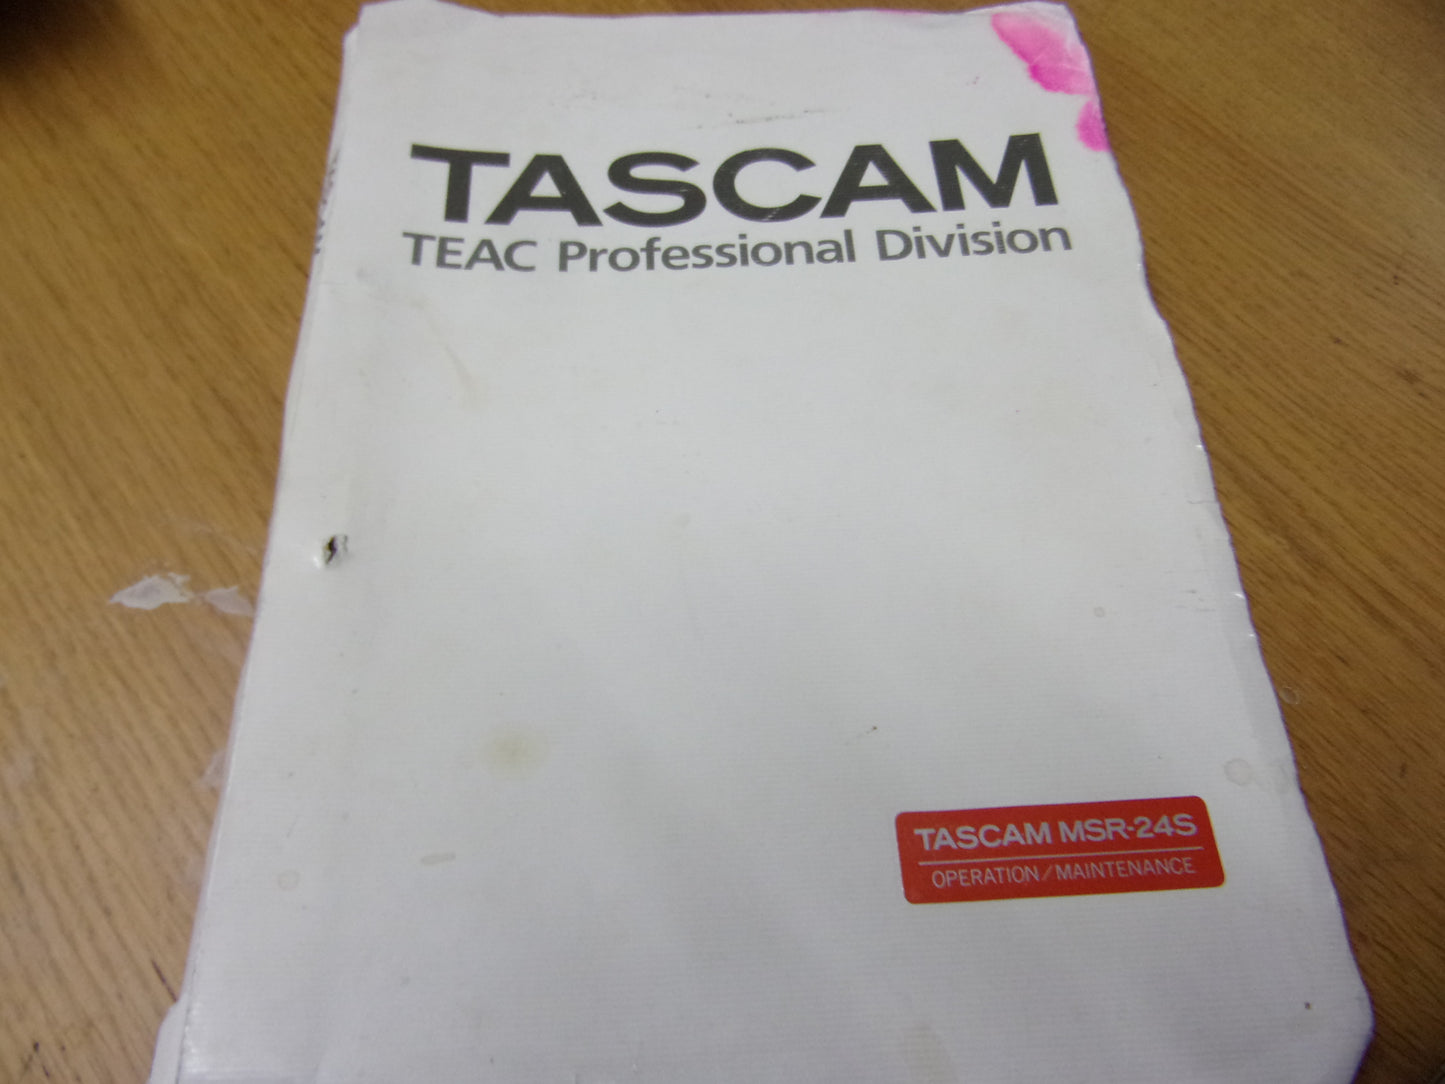 TASCAM
TEAC Professional Division
TASCAM MSR-24S
OPERATION/MAINTENANCE